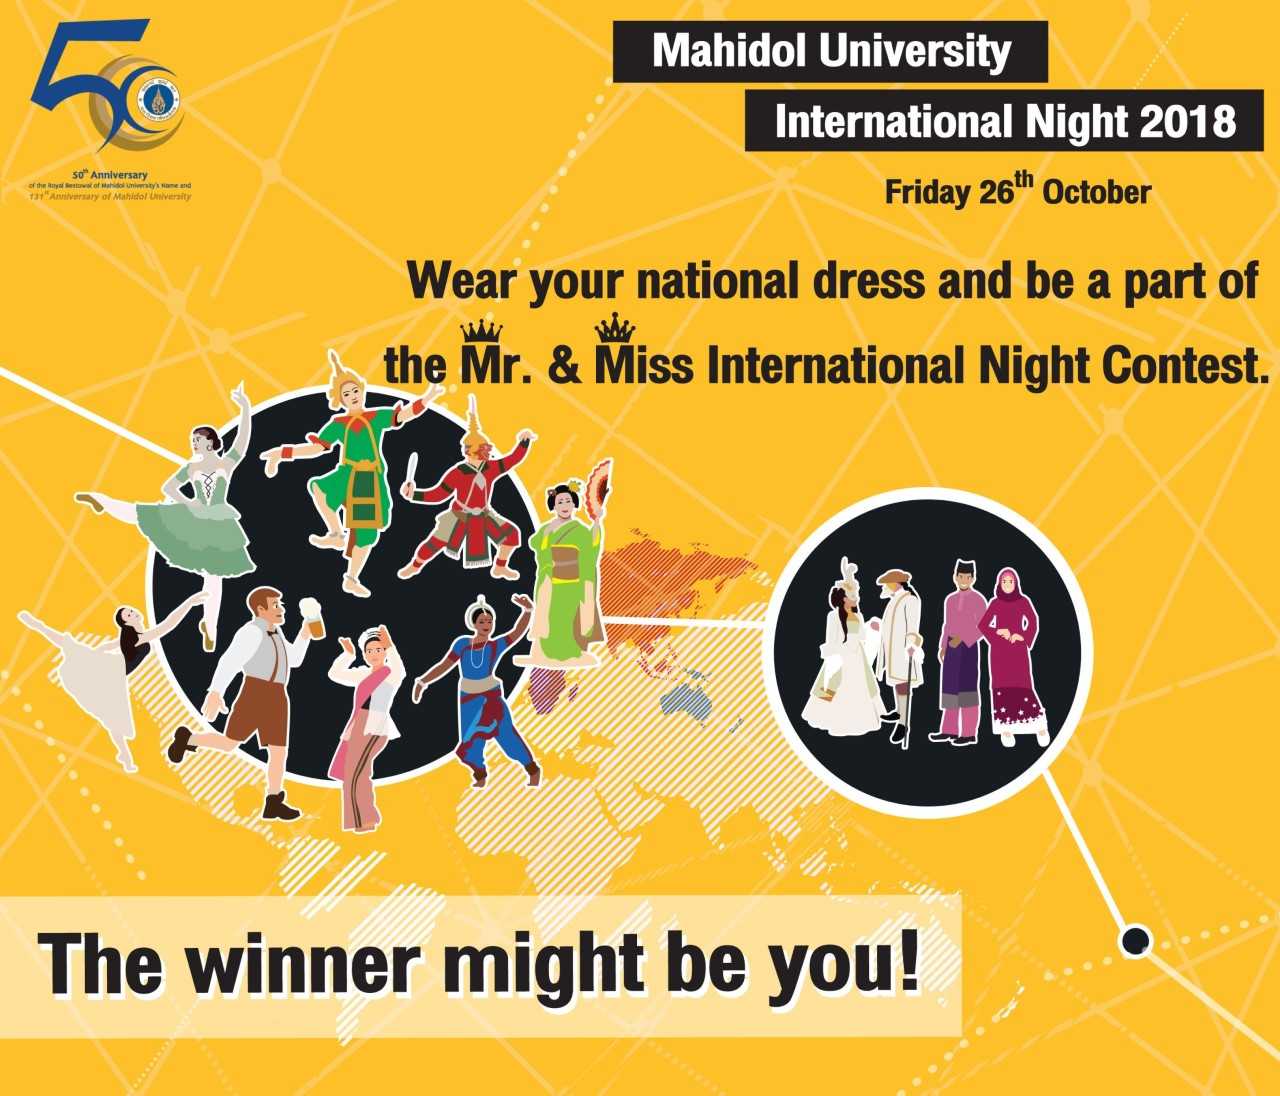 50
50th Anniversary
of the Royal Bestowal of Mahidol University's Name and
131st Anniversary of Mahidol University
Mahidol University
International Night 2018
Friday 26th October
Wear your national dress and be a part of
the Mr. & Miss International Night Contest.
The winner might be you!